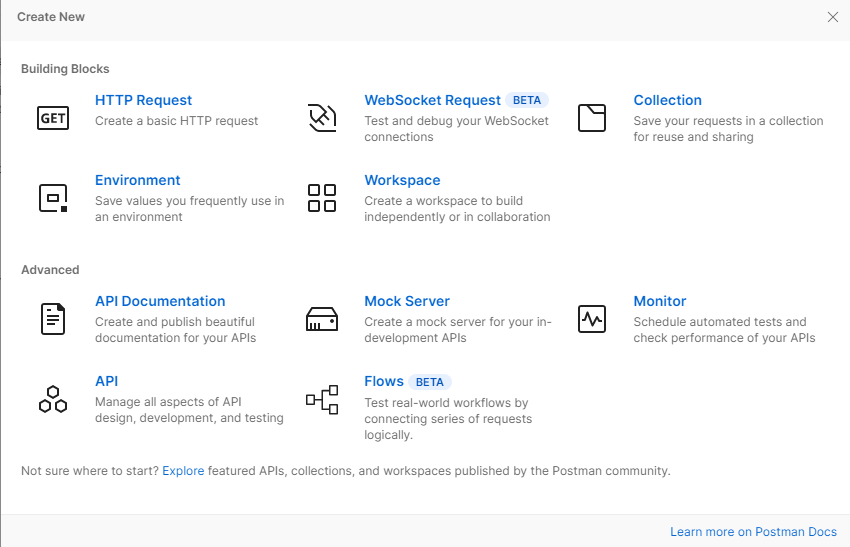 Create New
Building Blocks
GET
HTTP Request
Create a basic HTTP request
WebSocket Request BETA
Test and debug your WebSocket
connections
Collection
Save your requests in a collection
for reuse and sharing
Environment
Save values you frequently use in
an environment
Workspace
Create a workspace to build
independently or in collaboration
Advanced
API Documentation
Create and publish beautiful
documentation for your APIs
Mock Server
Create a mock server for your in-
development APIs
Monitor
Schedule automated tests and
check performance of your APIs
API
Manage all aspects of API
design, development, and testing
Flows BETA
Test real-world workflows by
connecting series of requests
logically.
Not sure where to start? Explore featured APIs, collections, and workspaces published by the Postman community.
Learn more on Postman Docs